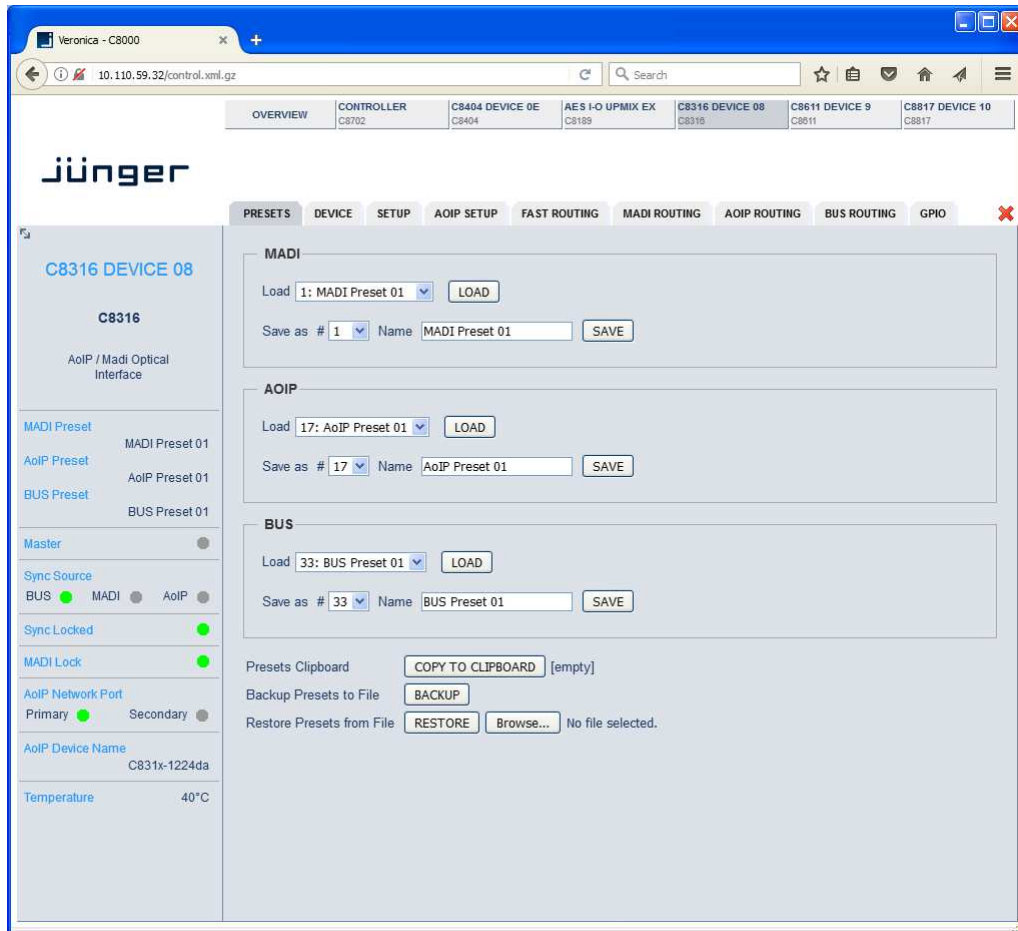 Veronica - C8000
10.110.59.32/control.xml.gz
Search
OVERVIEW
CONTROLLER
C8702
C8404 DEVICE 0E
C8404
AES I-O UPMIX EX
C8189
C8316 DEVICE 08
C8316
C8611 DEVICE 9
C8611
C8817 DEVICE 10
C8817
jünger
PRESETS DEVICE SETUP AOIP SETUP FAST ROUTING MADI ROUTING AOIP ROUTING BUS ROUTING GPIO
C8316 DEVICE 08
C8316
AoIP / Madi Optical
Interface
MADI Preset
MADI Preset 01
AoIP Preset
AoIP Preset 01
BUS Preset
BUS Preset 01
Master
Sync Source
BUS MADI AoIP
Sync Locked
MADI Lock
AoIP Network Port
Primary Secondary
AoIP Device Name
C831x-1224da
Temperature 40°C
MADI
Load 1: MADI Preset 01 LOAD
Save as # 1 Name MADI Preset 01 SAVE
AOIP
Load 17: AoIP Preset 01 LOAD
Save as # 17 Name AoIP Preset 01 SAVE
BUS
Load 33: BUS Preset 01 LOAD
Save as # 33 Name BUS Preset 01 SAVE
Presets Clipboard COPY TO CLIPBOARD [empty]
Backup Presets to File BACKUP
Restore Presets from File RESTORE Browse... No file selected.